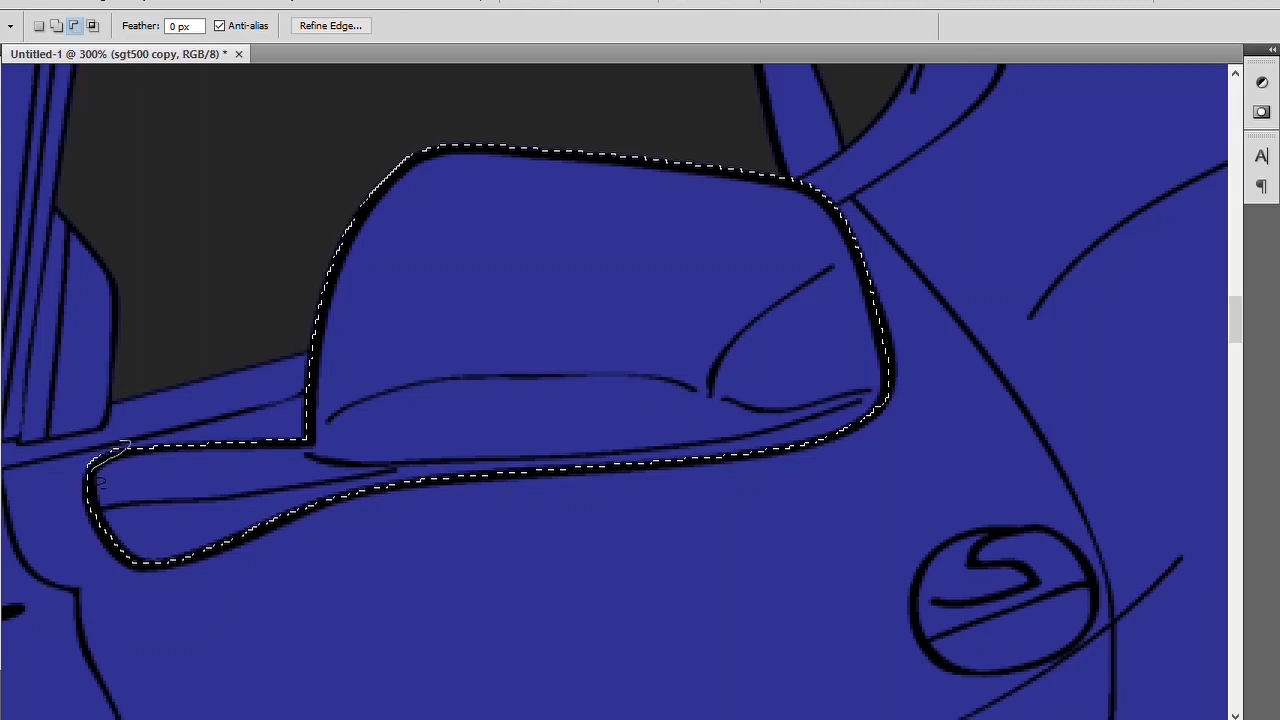 Feather: 0 px Anti-alias Refine Edge...
Untitled-1 @ 300% (sgt500 copy, RGB/8) * ×
A
S